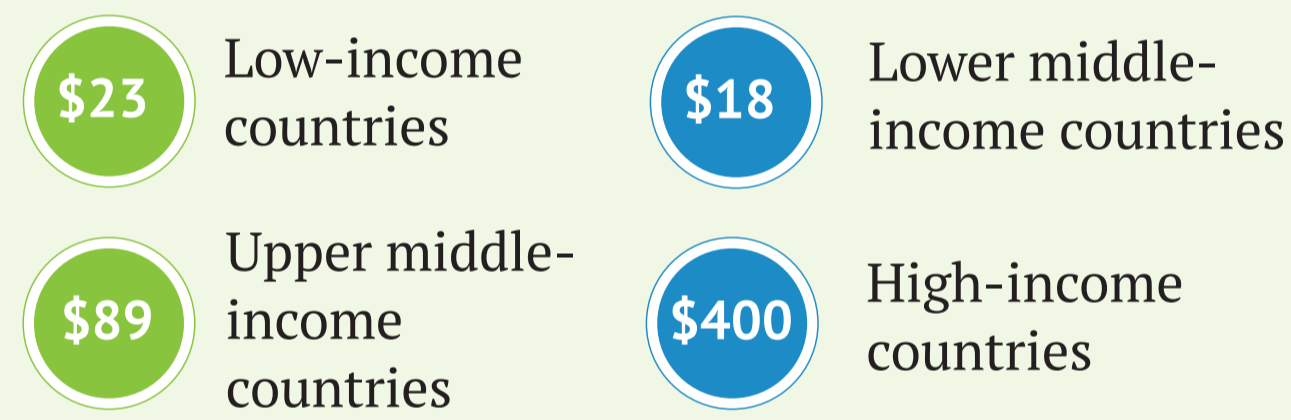 $23
Low-income
countries
$18
Lower middle-
income countries
$89
Upper middle-
income
countries
$400
High-income
countries